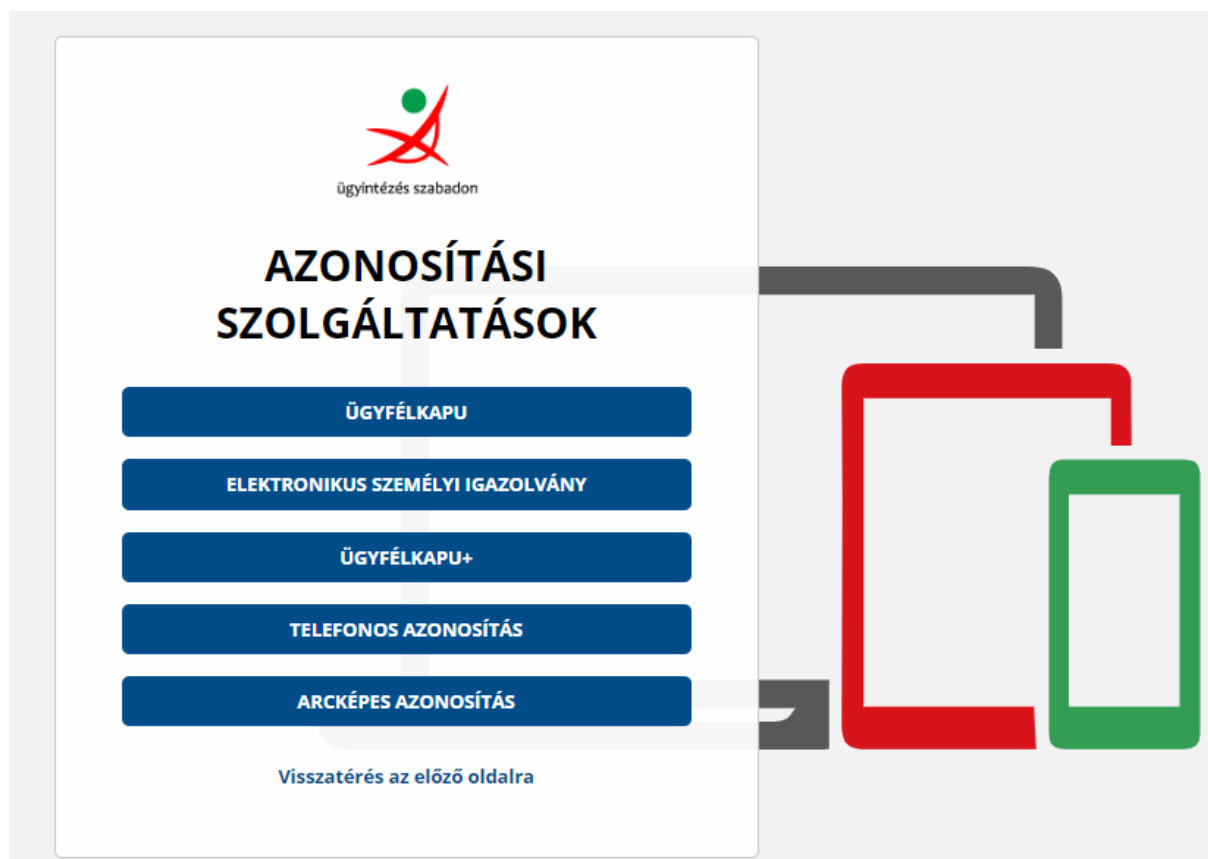 ügyintézés szabadon
AZONOSÍTÁSI
SZOLGÁLTATÁSOK
ÜGYFÉLKAPU
ELEKTRONIKUS SZEMÉLYI IGAZOLVÁNY
ÜGYFÉLKAPU+
TELEFONOS AZONOSÍTÁS
ARCKÉPES AZONOSÍTÁS
Visszatérés az előző oldalra